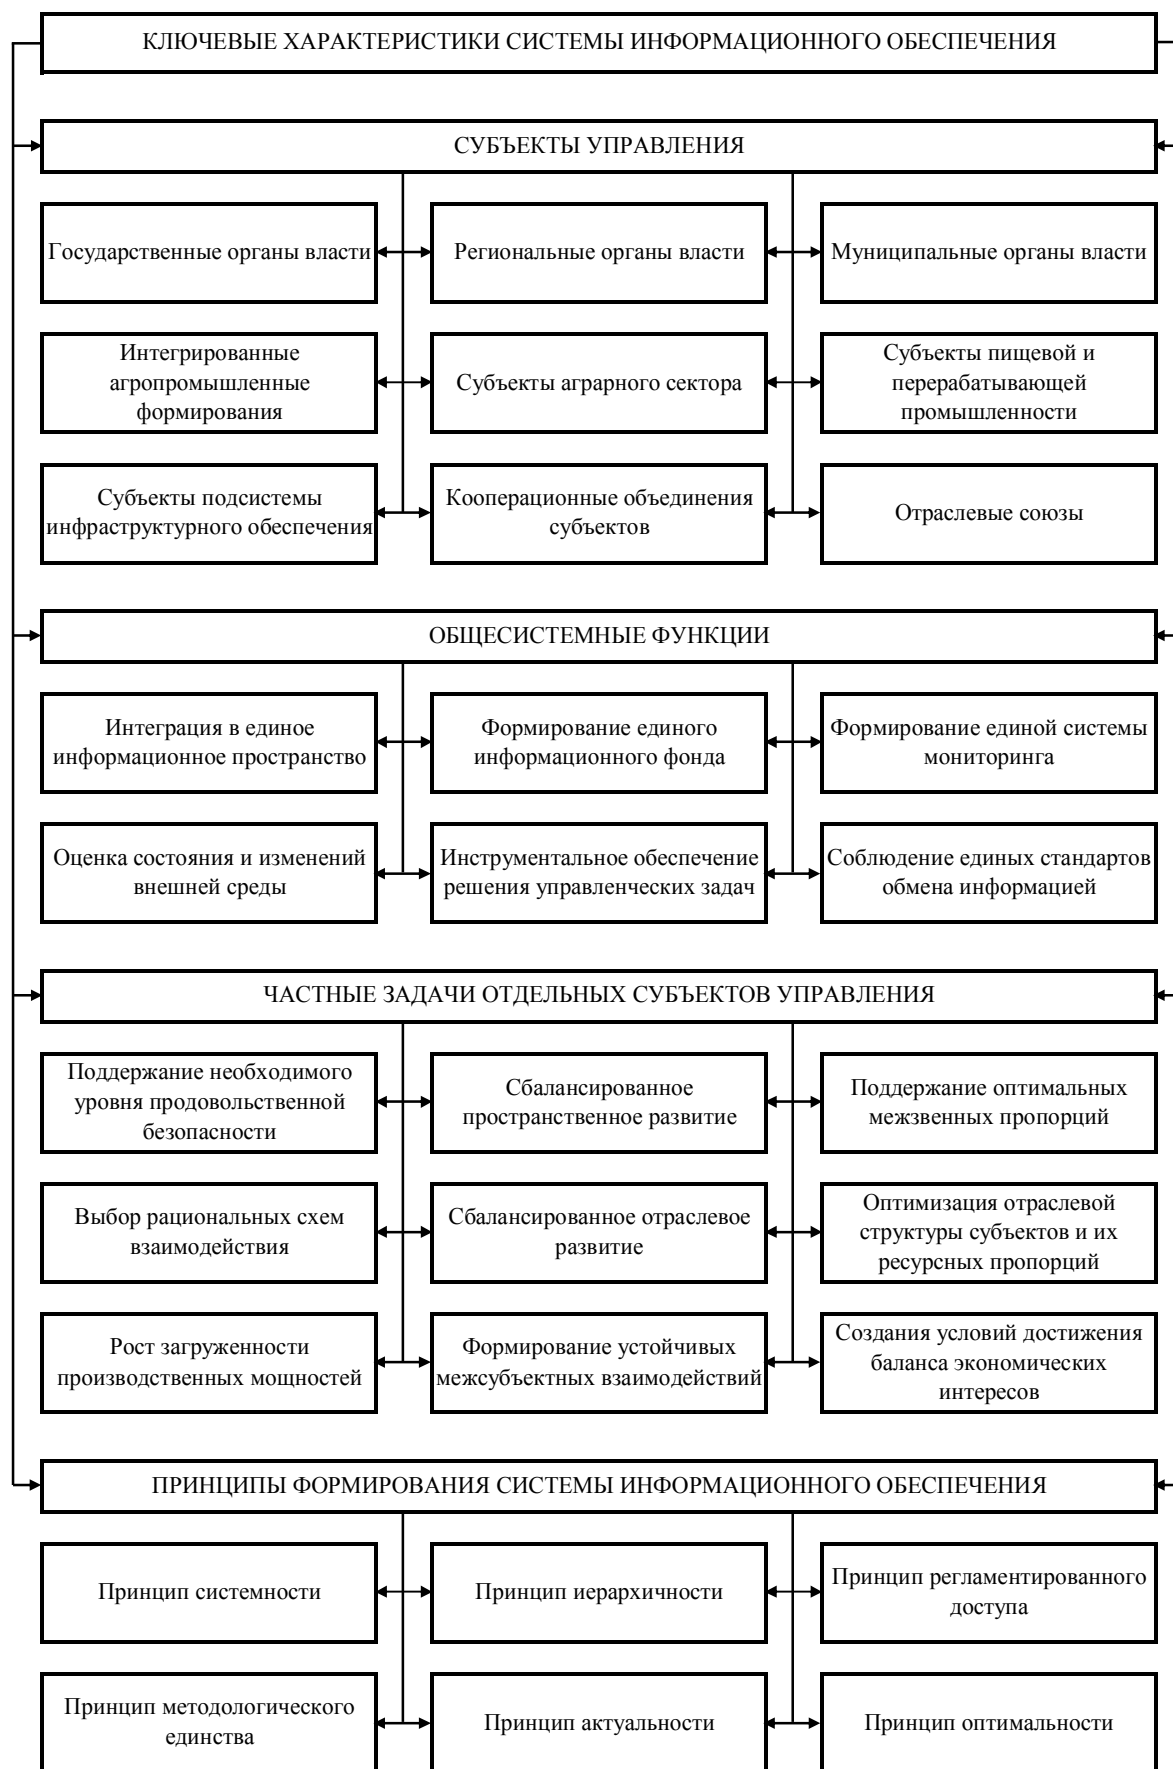 КЛЮЧЕВЫЕ ХАРАКТЕРИСТИКИ СИСТЕМЫ ИНФОРМАЦИОННОГО ОБЕСПЕЧЕНИЯ
СУБЪЕКТЫ УПРАВЛЕНИЯ
Государственные органы власти
Региональные органы власти
Муниципальные органы власти
Интегрированные
агропромышленные
формирования
Субъекты аграрного сектора
Субъекты пищевой и
перерабатывающей
промышленности
Субъекты подсистемы
инфраструктурного обеспечения
Кооперационные объединения
субъектов
Отраслевые союзы
ОБЩЕСИСТЕМНЫЕ ФУНКЦИИ
Интеграция в единое
информационное пространство
Формирование единого
информационного фонда
Формирование единой системы
мониторинга
Оценка состояния и изменений
внешней среды
Инструментальное обеспечение
решения управленческих задач
Соблюдение единых стандартов
обмена информацией
ЧАСТНЫЕ ЗАДАЧИ ОТДЕЛЬНЫХ СУБЪЕКТОВ УПРАВЛЕНИЯ
Поддержание необходимого
уровня продовольственной
безопасности
Сбалансированное
пространственное развитие
Поддержание оптимальных
межзвенных пропорций
Выбор рациональных схем
взаимодействия
Сбалансированное отраслевое
развитие
Оптимизация отраслевой
структуры субъектов и их
ресурсных пропорций
Рост загруженности
производственных мощностей
Формирование устойчивых
межсубъектных взаимодействий
Создания условий достижения
баланса экономических
интересов
ПРИНЦИПЫ ФОРМИРОВАНИЯ СИСТЕМЫ ИНФОРМАЦИОННОГО ОБЕСПЕЧЕНИЯ
Принцип системности
Принцип иерархичности
Принцип регламентированного
доступа
Принцип методологического
единства
Принцип актуальности
Принцип оптимальности